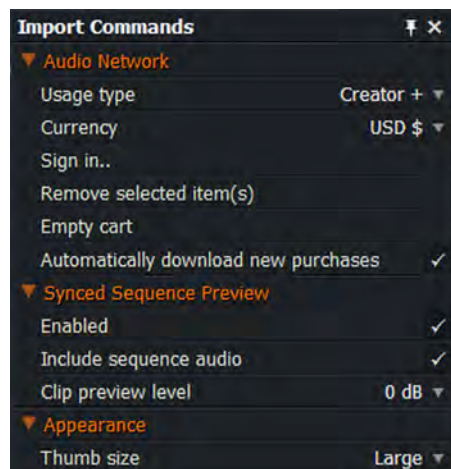 Import Commands
Audio Network
Usage type Creator +
Currency USD $
Sign in..
Remove selected item(s)
Empty cart
Automatically download new purchases
Synced Sequence Preview
Enabled
Include sequence audio
Clip preview level 0 dB
Appearance
Thumb size Large